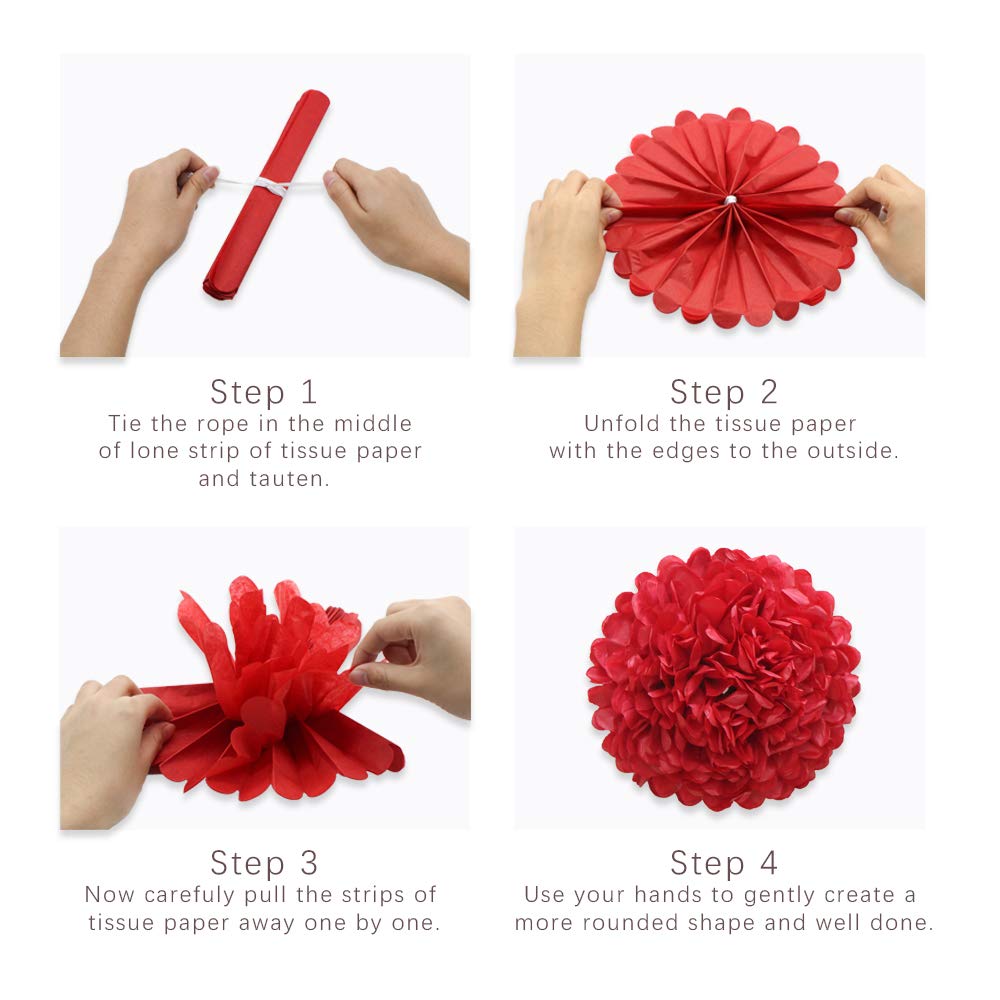 Step 1
Tie the rope in the middle
of lone strip of tissue paper
and tauten.
Step 2
Unfold the tissue paper
with the edges to the outside.
Step 3
Now carefuly pull the strips of
tissue paper away one by one.
Step 4
Use your hands to gently create a
more rounded shape and well done.